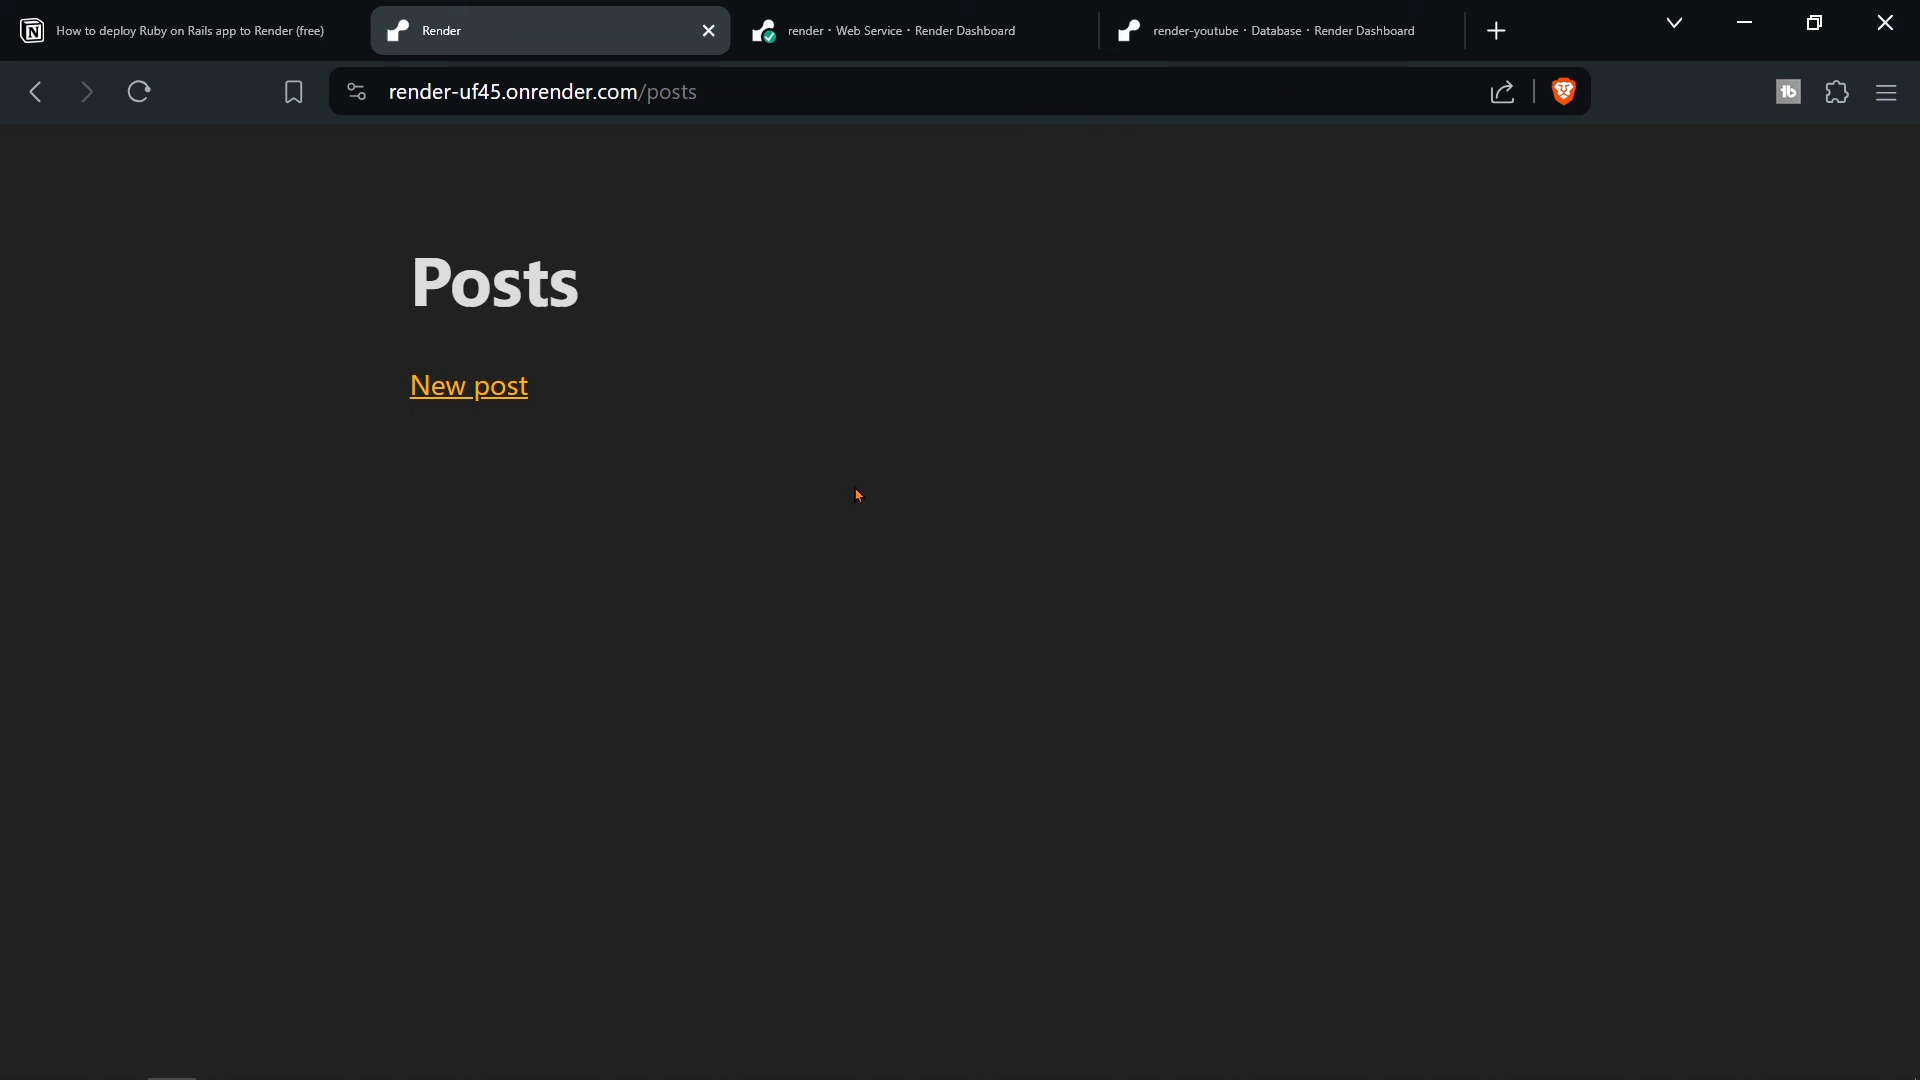 How to deploy Ruby on Rails app to Render (free)
Render
render · Web Service · Render Dashboard
render-youtube · Database · Render Dashboard
render-uf45.onrender.com/posts
Posts
New post